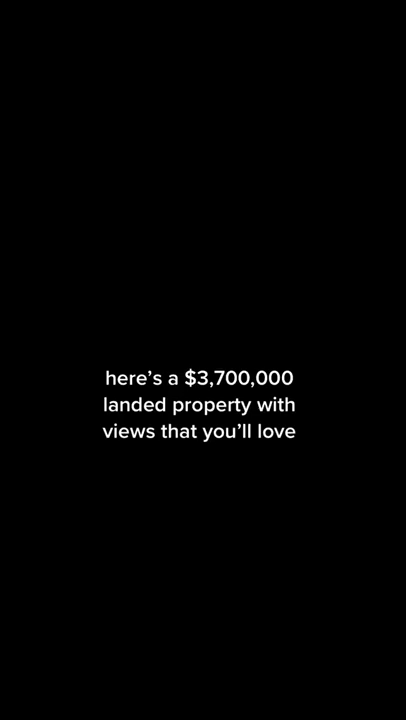 here’s a $3,700,000
landed property with
views that you’ll love